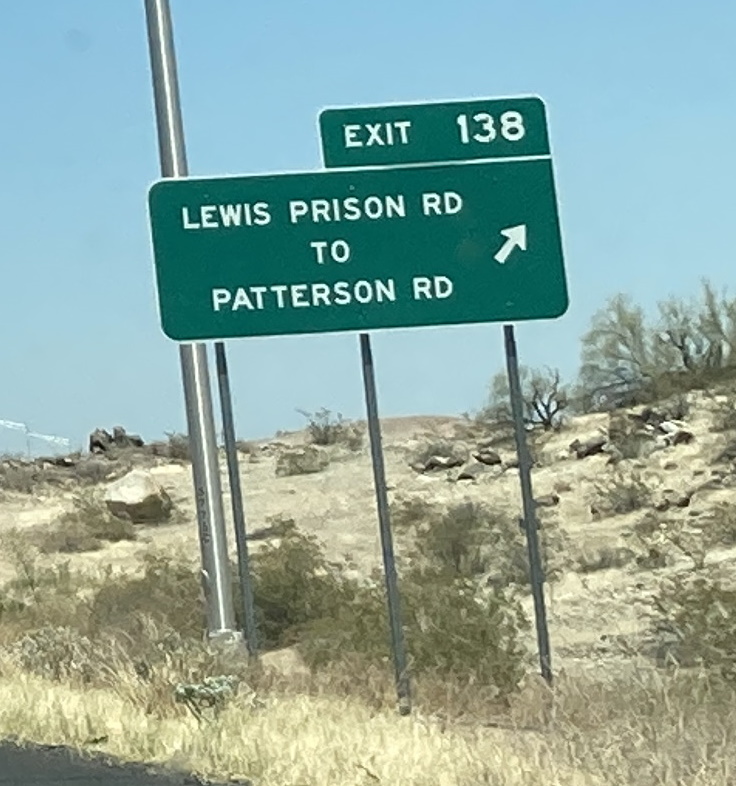 EXIT 138
LEWIS PRISON RD
TO
PATTERSON RD